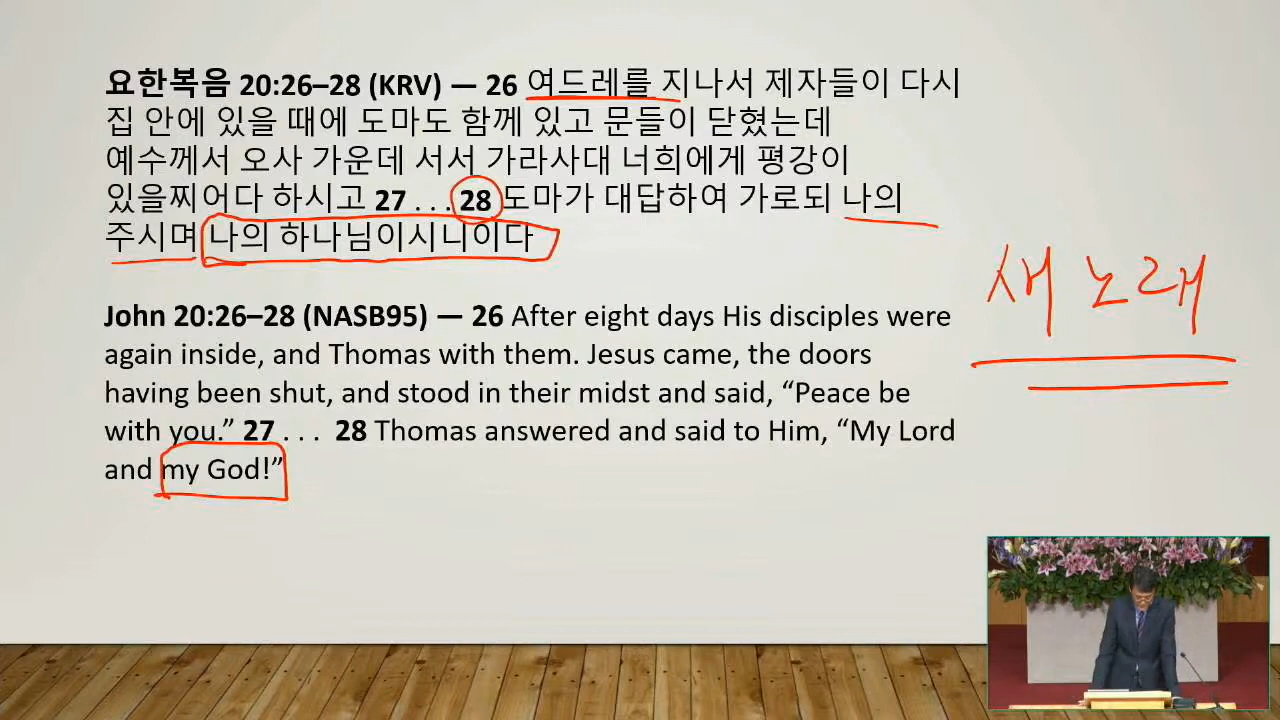 요한복음 20:26–28 (KRV) — 26 여드레를 지나서 제자들이 다시
집 안에 있을 때에 도마도 함께 있고 문들이 닫혔는데
예수께서 오사 가운데 서서 가라사대 너희에게 평강이
있을찌어다 하시고 27 . . . 28 도마가 대답하여 가로되 나의
주시며 나의 하나님이시니이다
새 노래
John 20:26–28 (NASB95) — 26 After eight days His disciples were
again inside, and Thomas with them. Jesus came, the doors
having been shut, and stood in their midst and said, “Peace be
with you.” 27 . . . 28 Thomas answered and said to Him, “My Lord
and my God!”